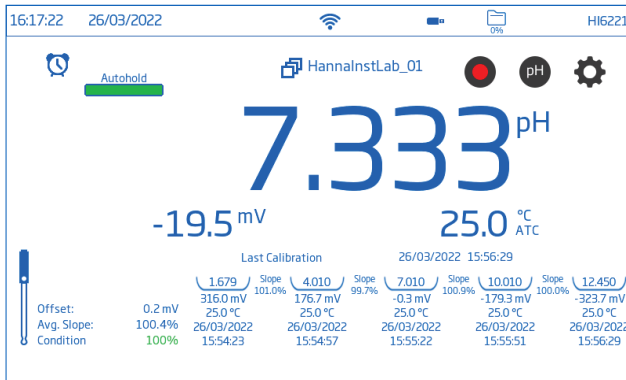 16:17:22 26/03/2022 0% HI6221
Autohold
HannaInstLab_01
pH
7.333 pH
-19.5 mV 25.0 °C ATC
Last Calibration 26/03/2022 15:56:29
1.679 Slope 101.0% 4.010 Slope 99.7% 7.010 Slope 100.9% 10.010 Slope 100.0% 12.450
316.0 mV 176.7 mV -0.3 mV -179.3 mV -323.7 mV
Offset: 0.2 mV 25.0 °C 25.0 °C 25.0 °C 25.0 °C 25.0 °C
Avg. Slope: 100.4% 26/03/2022 26/03/2022 26/03/2022 26/03/2022 26/03/2022
Condition 100% 15:54:23 15:54:57 15:55:22 15:55:51 15:56:29